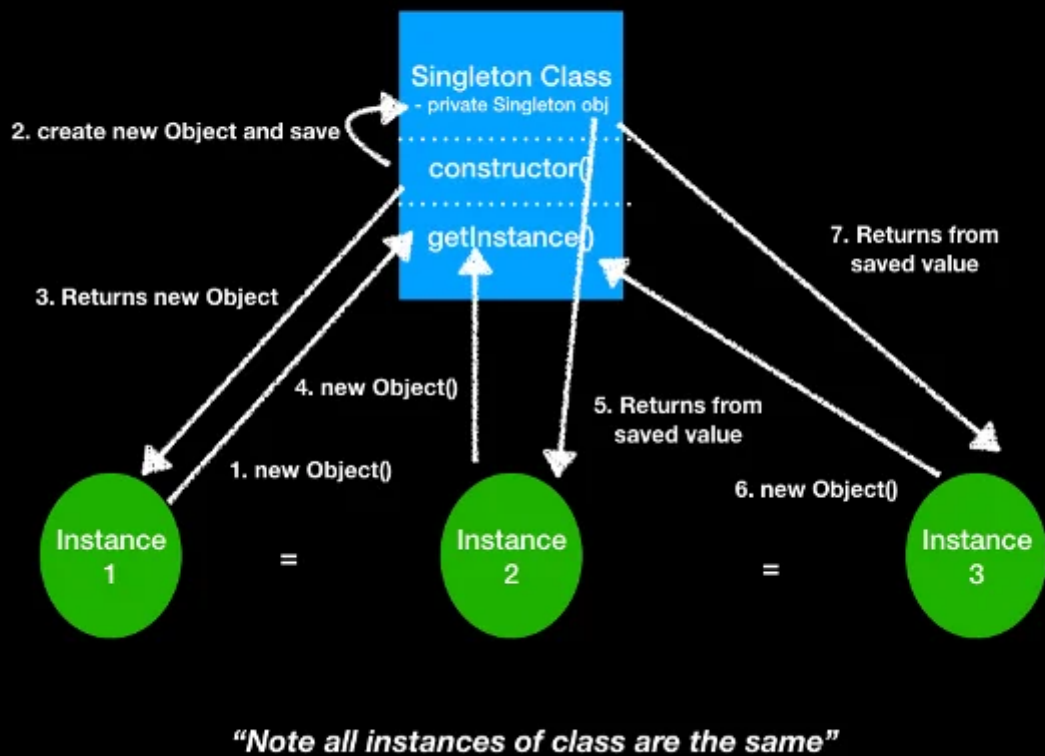 Singleton Class
- private Singleton obj
2. create new Object and save
constructor()
getInstance()
7. Returns from
saved value
3. Returns new Object
4. new Object()
5. Returns from
saved value
1. new Object()
6. new Object()
Instance
1
=
Instance
2
=
Instance
3
“Note all instances of class are the same”